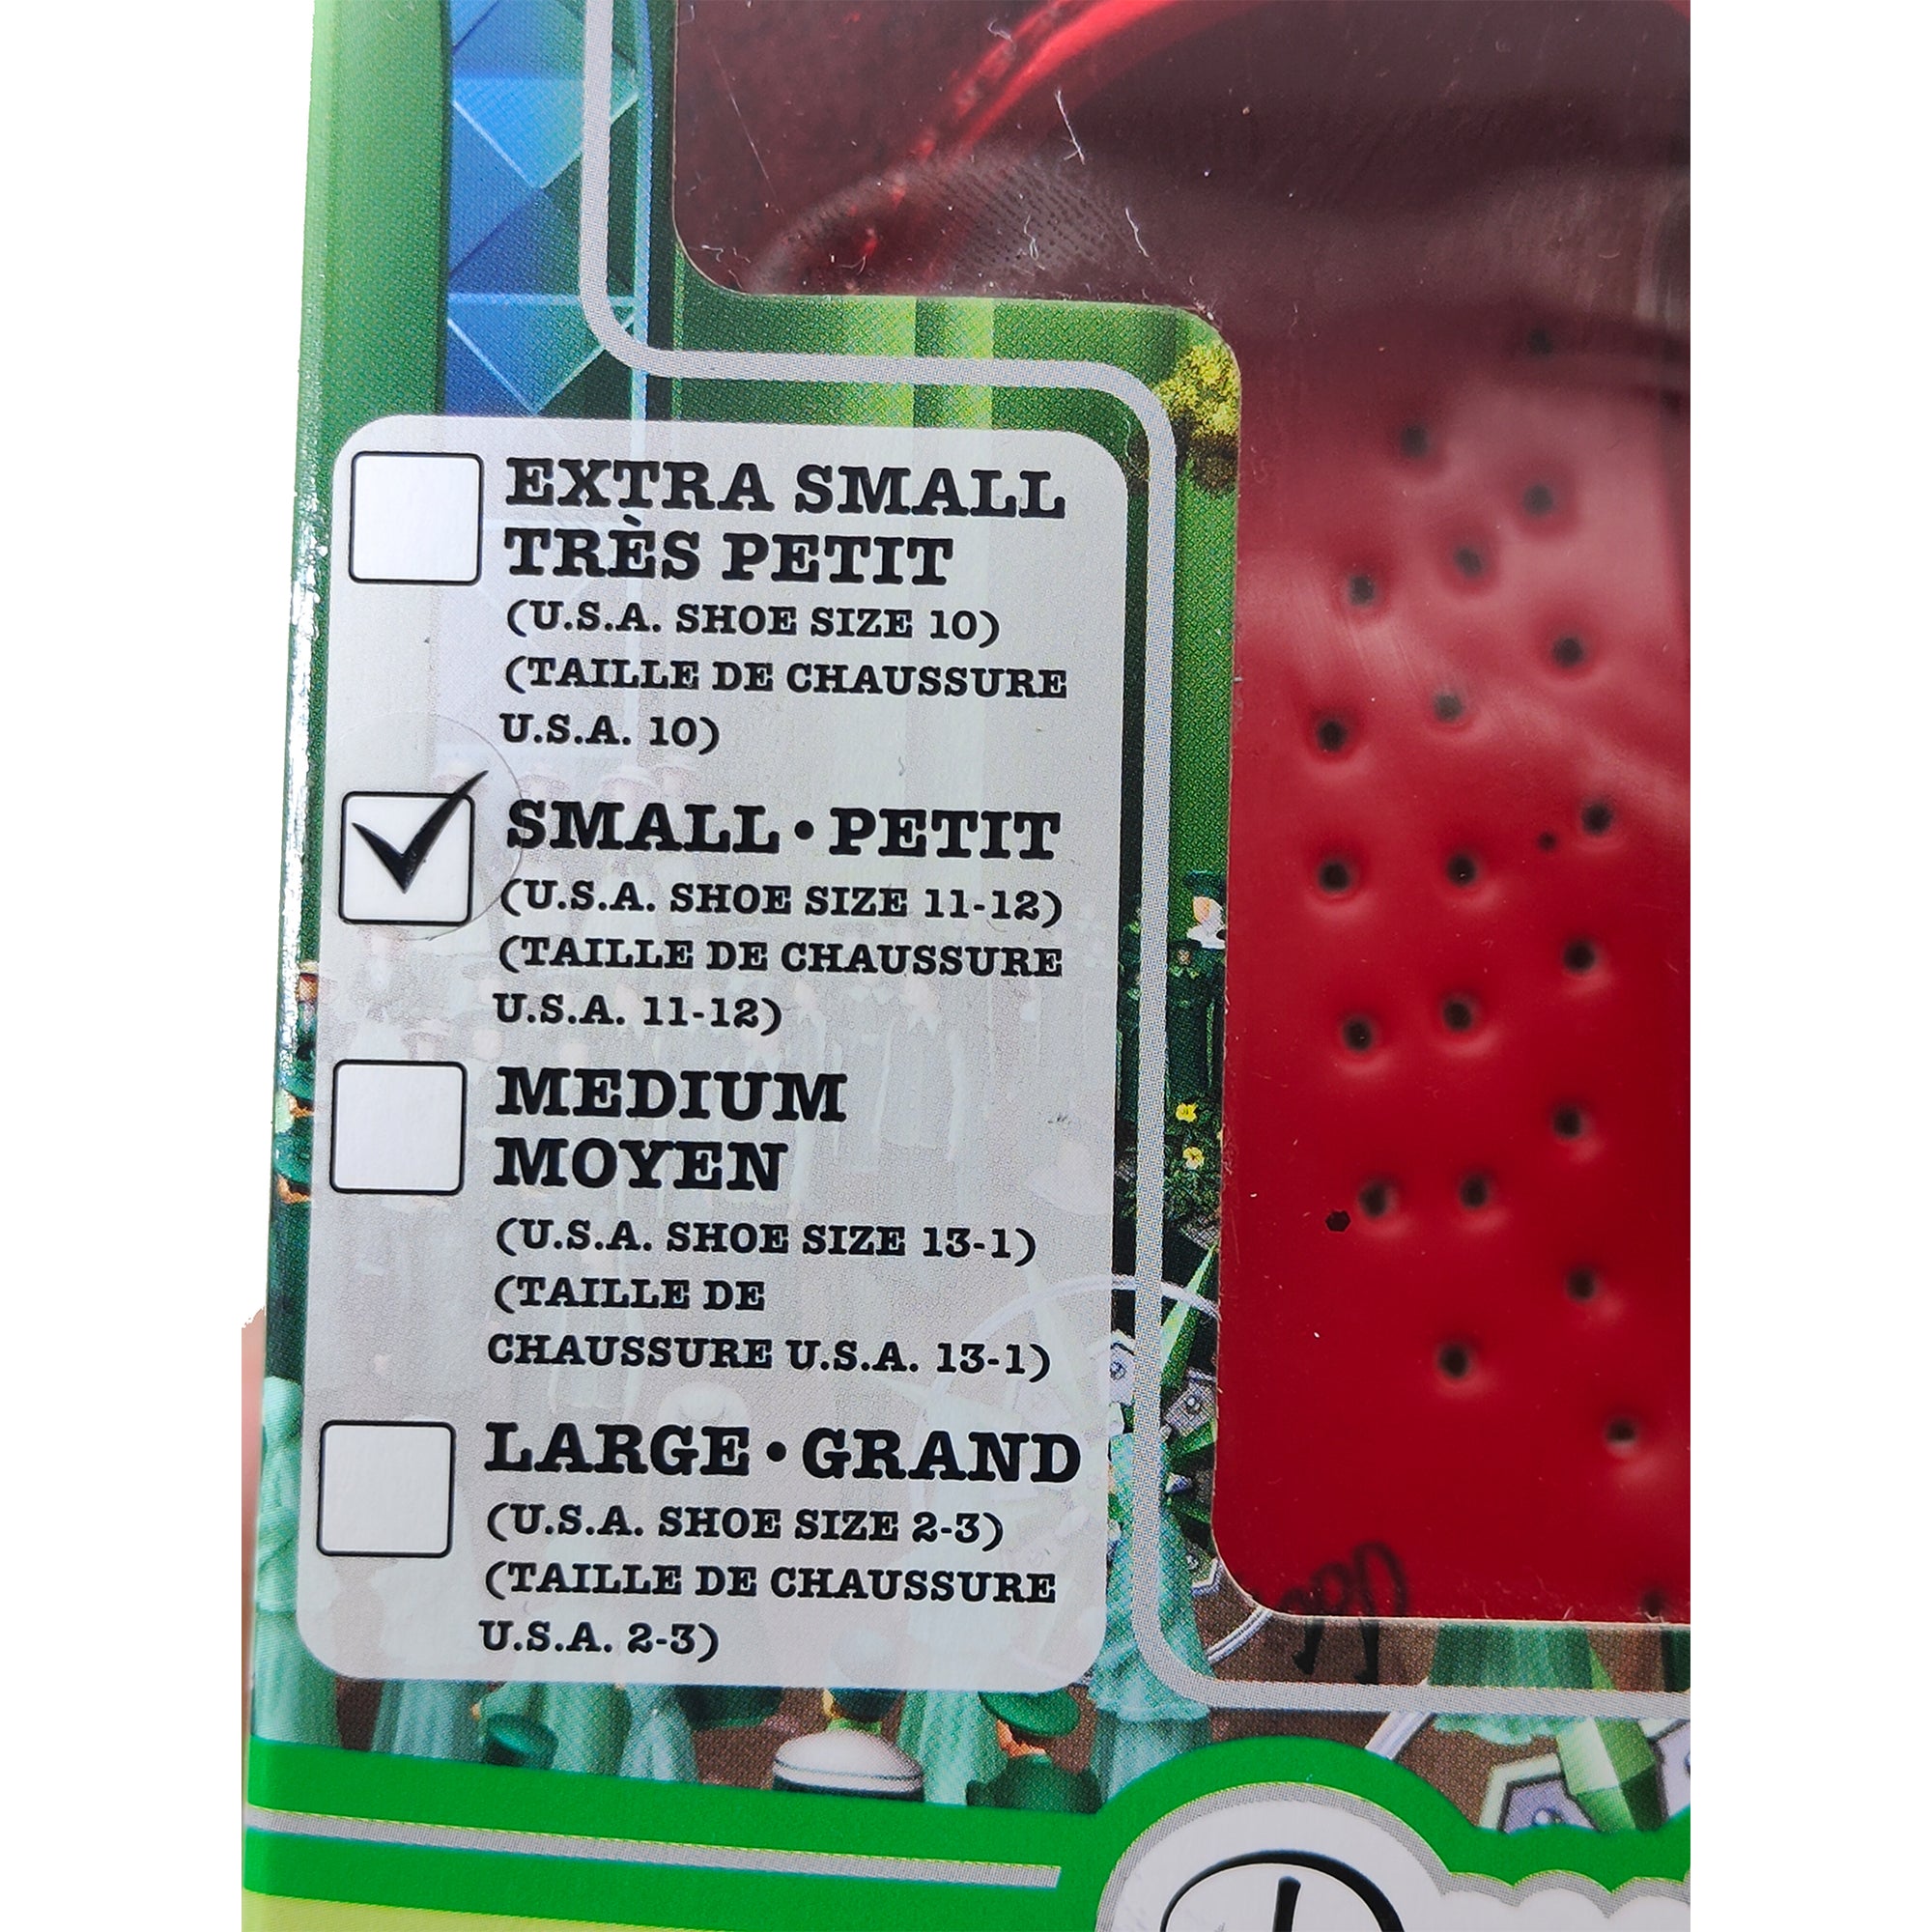 EXTRA SMALL
TRÈS PETIT
(U.S.A. SHOE SIZE 10)
(TAILLE DE CHAUSSURE
U.S.A. 10)
SMALL • PETIT
(U.S.A. SHOE SIZE 11-12)
(TAILLE DE CHAUSSURE
U.S.A. 11-12)
MEDIUM
MOYEN
(U.S.A. SHOE SIZE 13-1)
(TAILLE DE
CHAUSSURE U.S.A. 13-1)
LARGE • GRAND
(U.S.A. SHOE SIZE 2-3)
(TAILLE DE CHAUSSURE
U.S.A. 2-3)